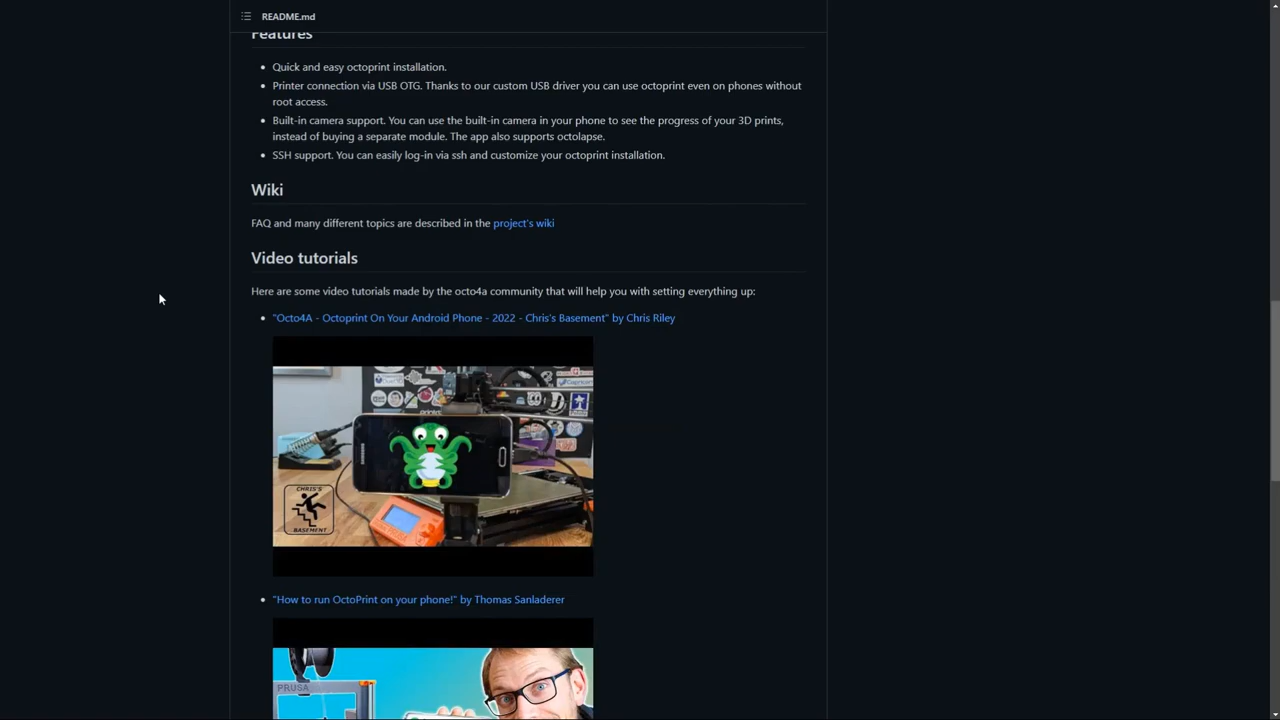 README.md
Features
Quick and easy octoprint installation.
Printer connection via USB OTG. Thanks to our custom USB driver you can use octoprint even on phones without
root access.
Built-in camera support. You can use the built-in camera in your phone to see the progress of your 3D prints,
instead of buying a separate module. The app also supports octolapse.
SSH support. You can easily log-in via ssh and customize your octoprint installation.
Wiki
FAQ and many different topics are described in the project's wiki
Video tutorials
Here are some video tutorials made by the octo4a community that will help you with setting everything up:
"Octo4A - Octoprint On Your Android Phone - 2022 - Chris's Basement" by Chris Riley
CHRIS'S
BASEMENT
"How to run OctoPrint on your phone!" by Thomas Sanladerer
PRUSA